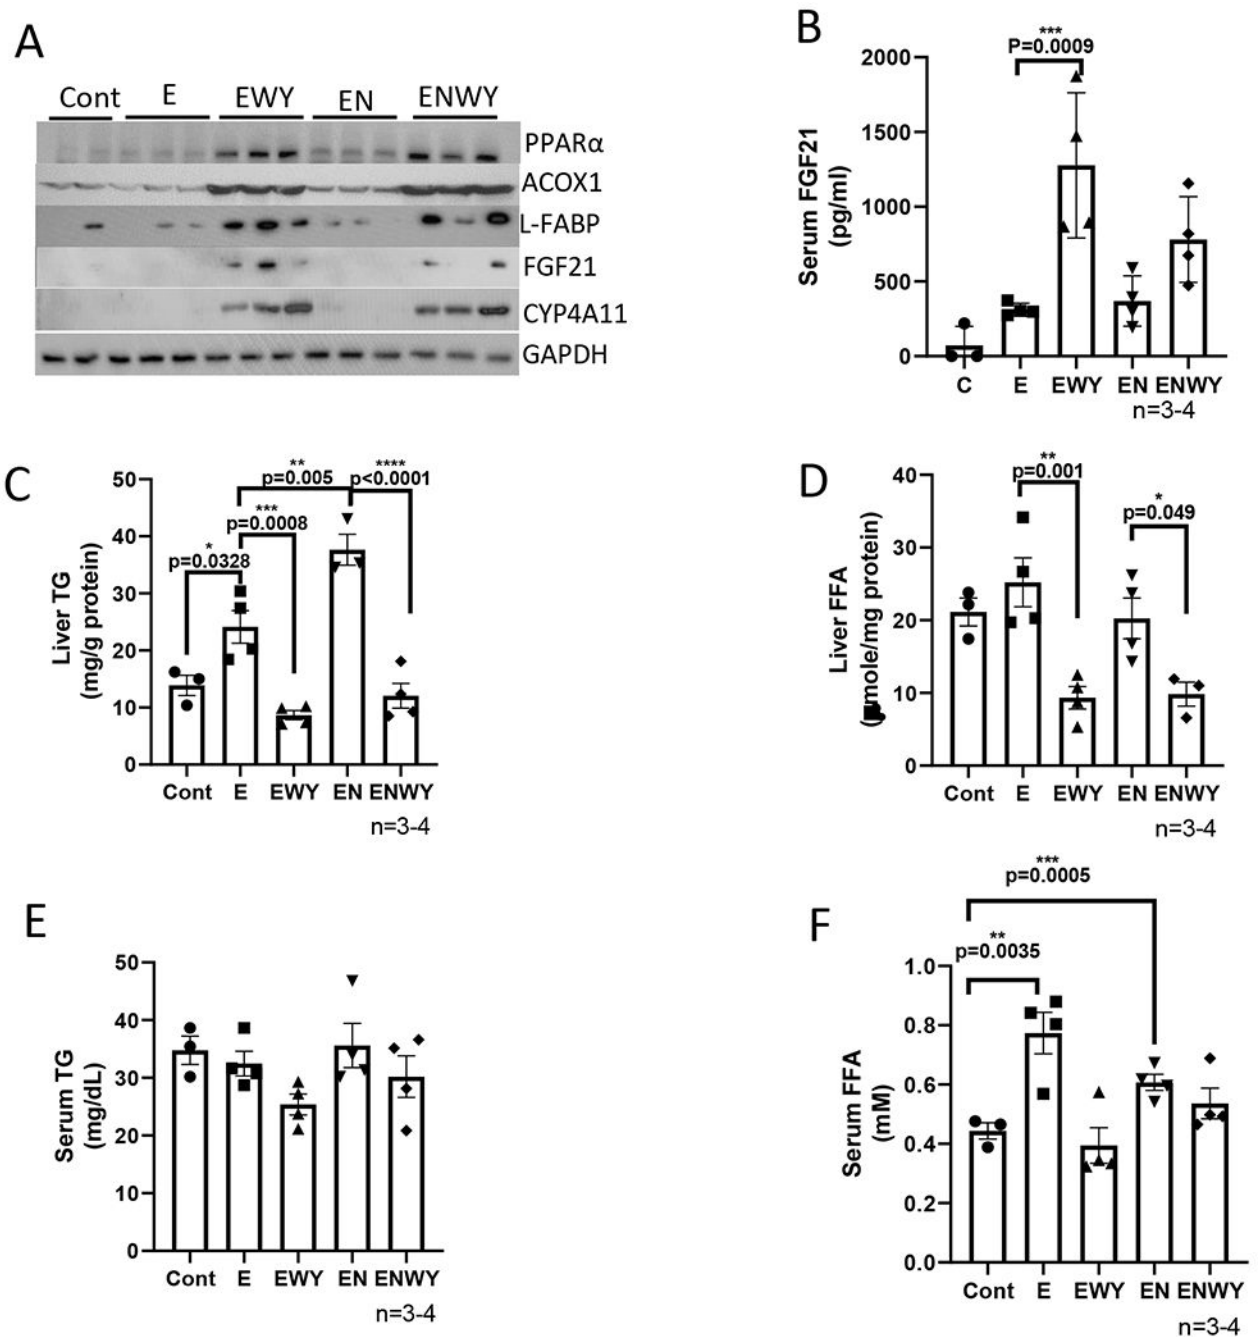 A
Cont E EWY EN ENWY
PPARα
ACOX1
L-FABP
FGF21
CYP4A11
GAPDH
B
***
P=0.0009
2000
1500
1000
500
0
Serum FGF21
(pg/ml)
C E EWY EN ENWY
n=3-4
C
**
p=0.005
****
p<0.0001
***
p=0.0008
*
p=0.0328
50
40
30
20
10
0
Liver TG
(mg/g protein)
Cont E EWY EN ENWY
n=3-4
D
**
p=0.001
*
p=0.049
40
30
20
10
0
Liver FFA
mole/mg protein)
Cont E EWY EN ENWY
n=3-4
E
50
40
30
20
10
0
Serum TG
(mg/dL)
Cont E EWY EN ENWY
n=3-4
F
***
p=0.0005
**
p=0.0035
1.0
0.8
0.6
0.4
0.2
0.0
Serum FFA
(mM)
Cont E EWY EN ENWY
n=3-4